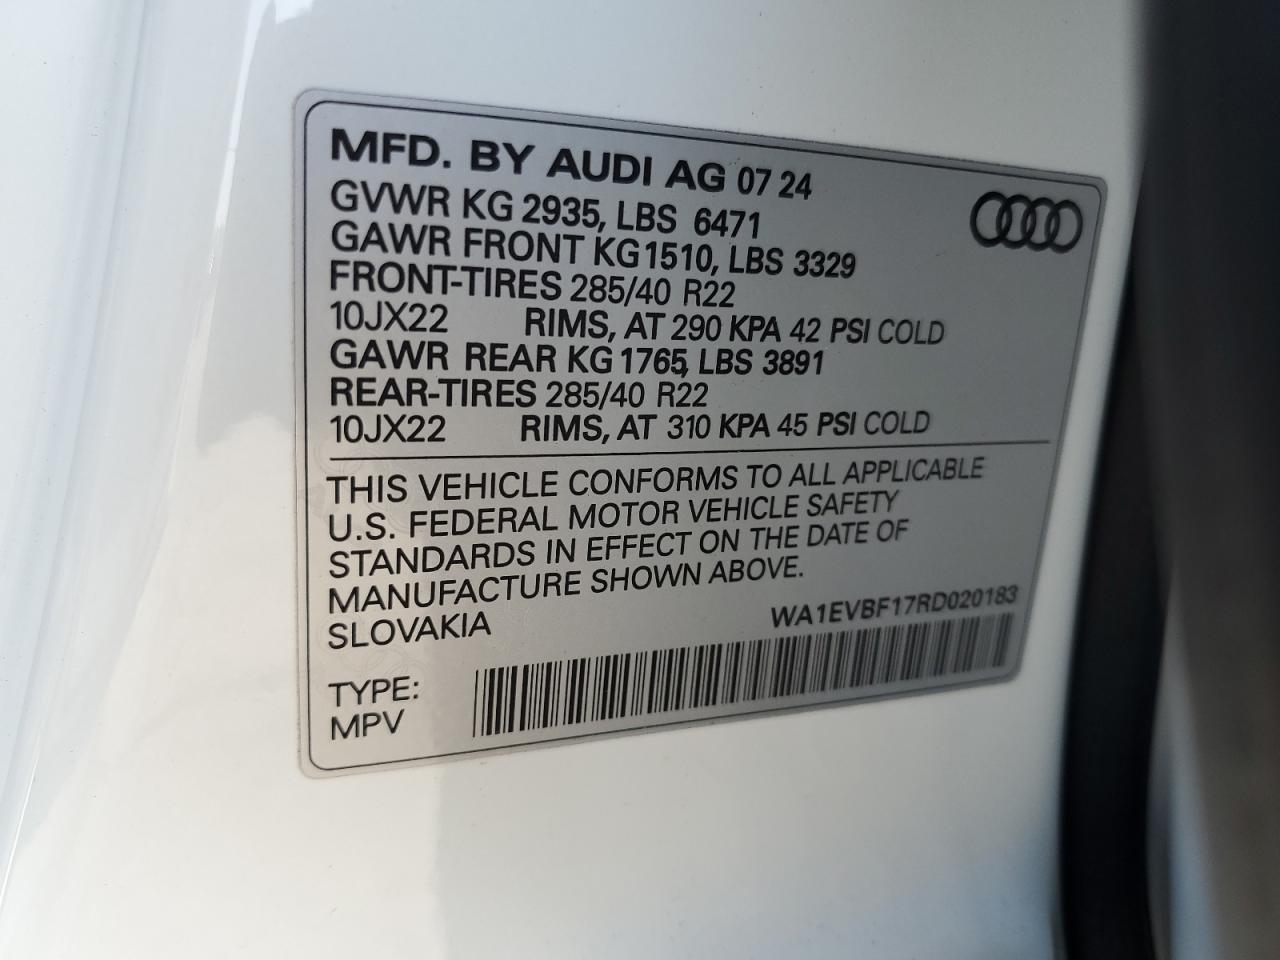 MFD. BY AUDI AG 07 24
GVWR KG 2935, LBS 6471
GAWR FRONT KG 1510, LBS 3329
FRONT-TIRES 285/40 R22
10JX22 RIMS, AT 290 KPA 42 PSI COLD
GAWR REAR KG 1765, LBS 3891
REAR-TIRES 285/40 R22
10JX22 RIMS, AT 310 KPA 45 PSI COLD
THIS VEHICLE CONFORMS TO ALL APPLICABLE
U.S. FEDERAL MOTOR VEHICLE SAFETY
STANDARDS IN EFFECT ON THE DATE OF
MANUFACTURE SHOWN ABOVE.
SLOVAKIA WA1EVBF17RD020183
TYPE:
MPV